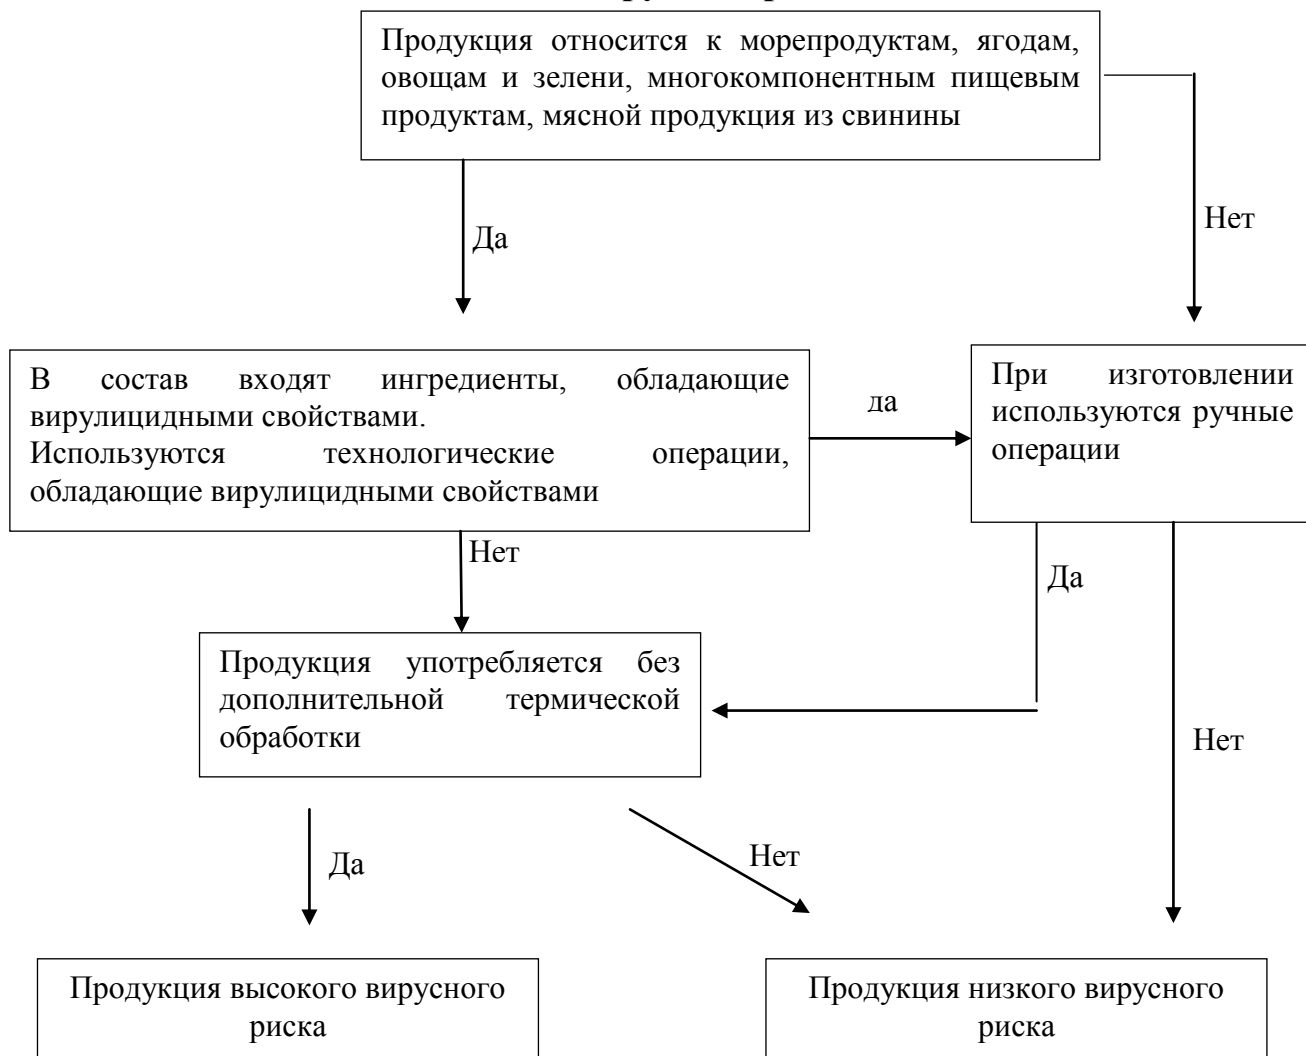 Продукция относится к морепродуктам, ягодам,
овощам и зелени, многокомпонентным пищевым
продуктам, мясной продукция из свинины
Нет
Да
В состав входят ингредиенты, обладающие
вирулицидными свойствами.
Используются технологические операции,
обладающие вирулицидными свойствами
да
При изготовлении
используются ручные
операции
Нет
Да
Продукция употребляется без
дополнительной термической
обработки
Нет
Да
Нет
Продукция высокого вирусного
риска
Продукция низкого вирусного
риска